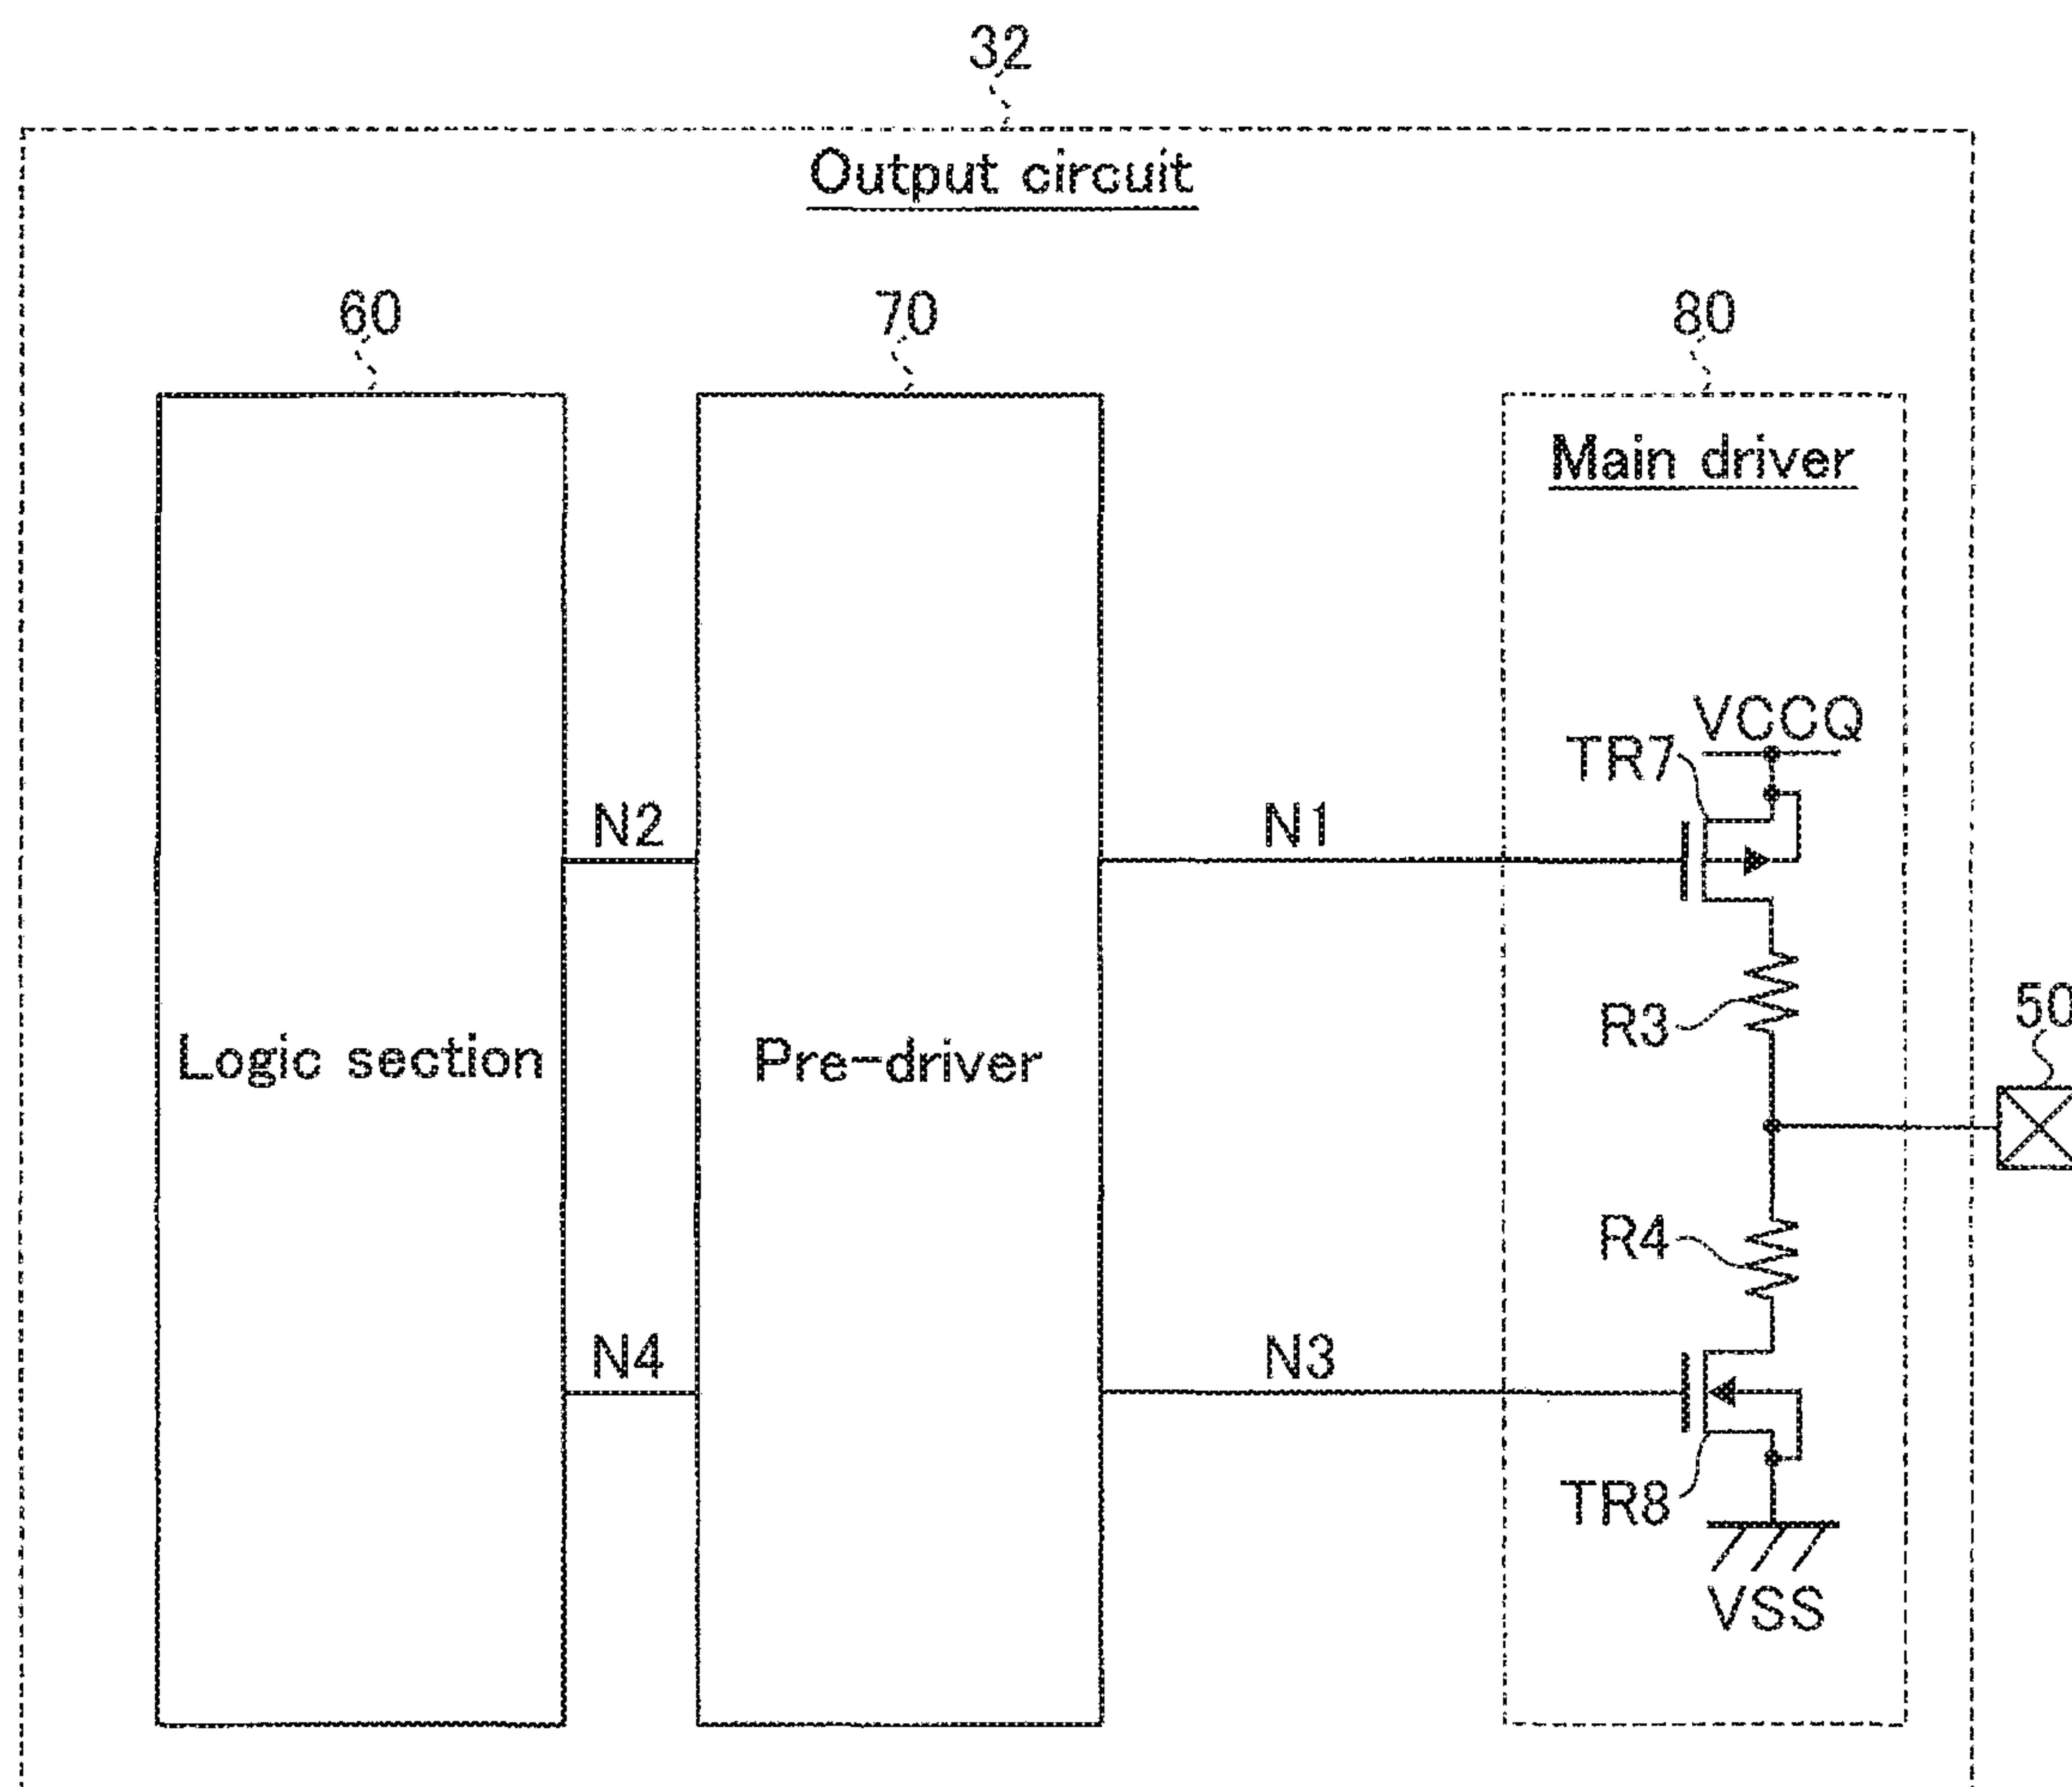 32
Output circuit
60
70
80
Main driver
VCCQ
TR7
N2
N1
R3
50
Logic section
Pre-driver
R4
N4
N3
TR8
VSS